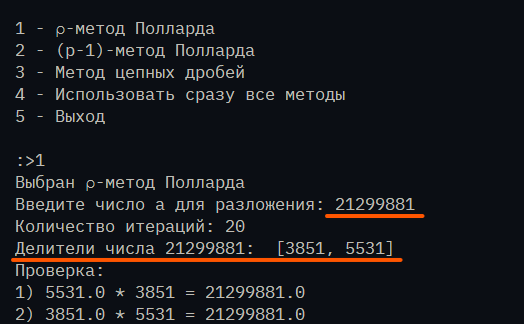 1 - ρ-метод Полларда
2 - (p-1)-метод Полларда
3 - Метод цепных дробей
4 - Использовать сразу все методы
5 - Выход
:>1
Выбран ρ-метод Полларда
Введите число a для разложения: 21299881
Количество итераций: 20
Делители числа 21299881:  [3851, 5531]
Проверка:
1) 5531.0 * 3851 = 21299881.0
2) 3851.0 * 5531 = 21299881.0